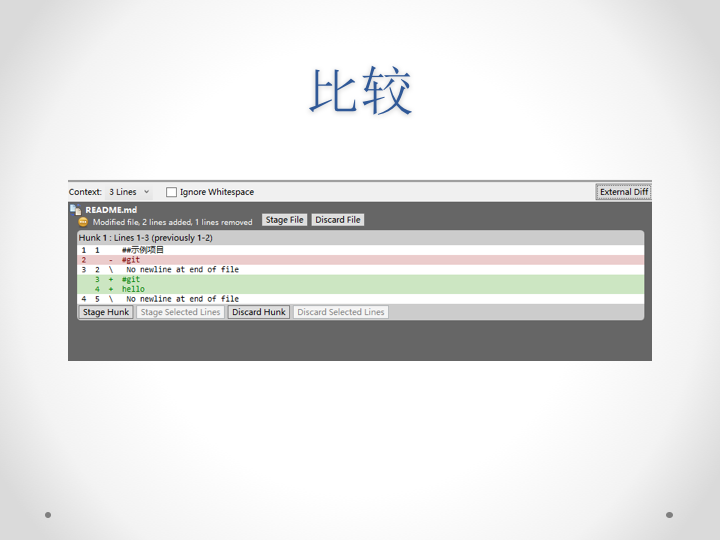 比较
Context: 3 Lines Ignore Whitespace External Diff
README.md
Modified file, 2 lines added, 1 lines removed Stage File Discard File
Hunk 1 : Lines 1-3 (previously 1-2)
1 1 ##示例项目
2 - #git
3 2 \ No newline at end of file
3 + #git
4 + hello
4 5 \ No newline at end of file
Stage Hunk Stage Selected Lines Discard Hunk Discard Selected Lines